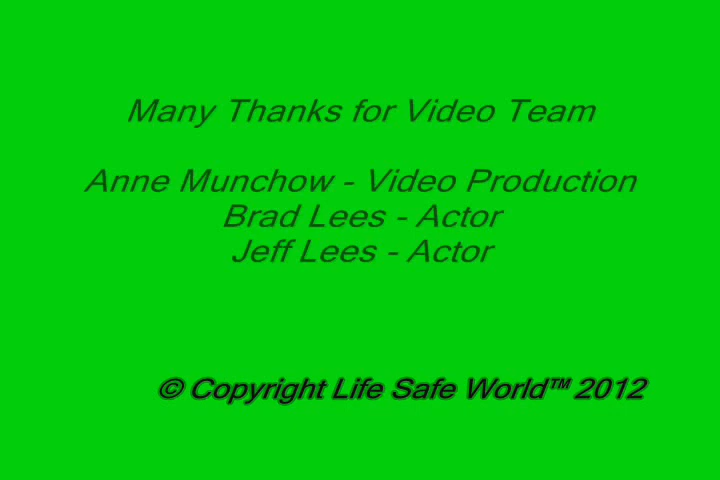 Many Thanks for Video Team
Anne Munchow - Video Production
Brad Lees - Actor
Jeff Lees - Actor
© Copyright Life Safe World™ 2012